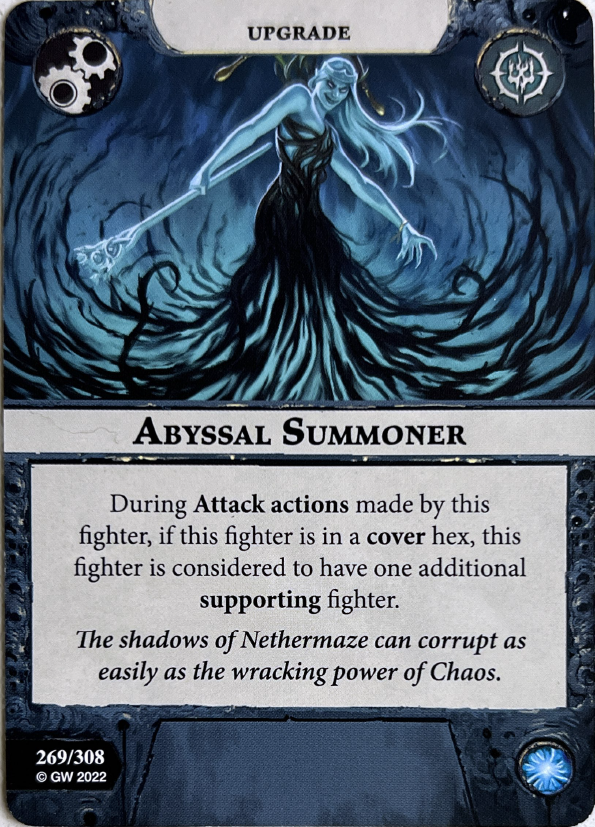 UPGRADE
ABYSSAL SUMMONER
During Attack actions made by this
fighter, if this fighter is in a cover hex, this
fighter is considered to have one additional
supporting fighter.
The shadows of Nethermaze can corrupt as
easily as the wracking power of Chaos.
269/308
© GW 2022